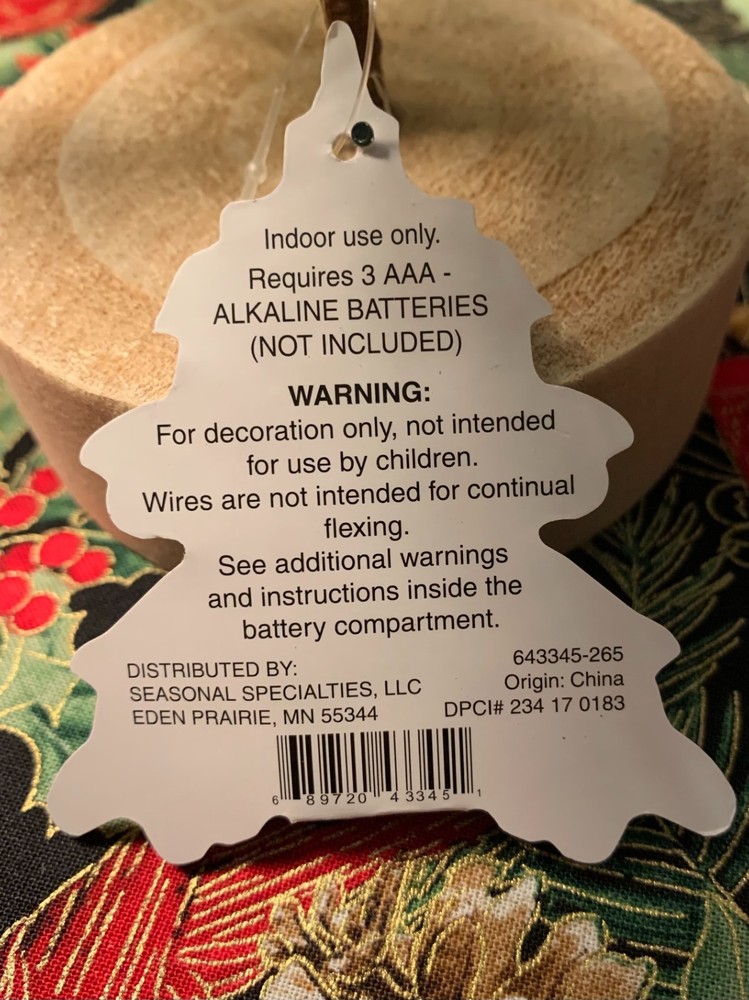 Indoor use only.
Requires 3 AAA -
ALKALINE BATTERIES
(NOT INCLUDED)
WARNING:
For decoration only, not intended
for use by children.
Wires are not intended for continual
flexing.
See additional warnings
and instructions inside the
battery compartment.
DISTRIBUTED BY:
SEASONAL SPECIALTIES, LLC
EDEN PRAIRIE, MN 55344
643345-265
Origin: China
DPCI# 234 17 0183
6 89720 43345 1